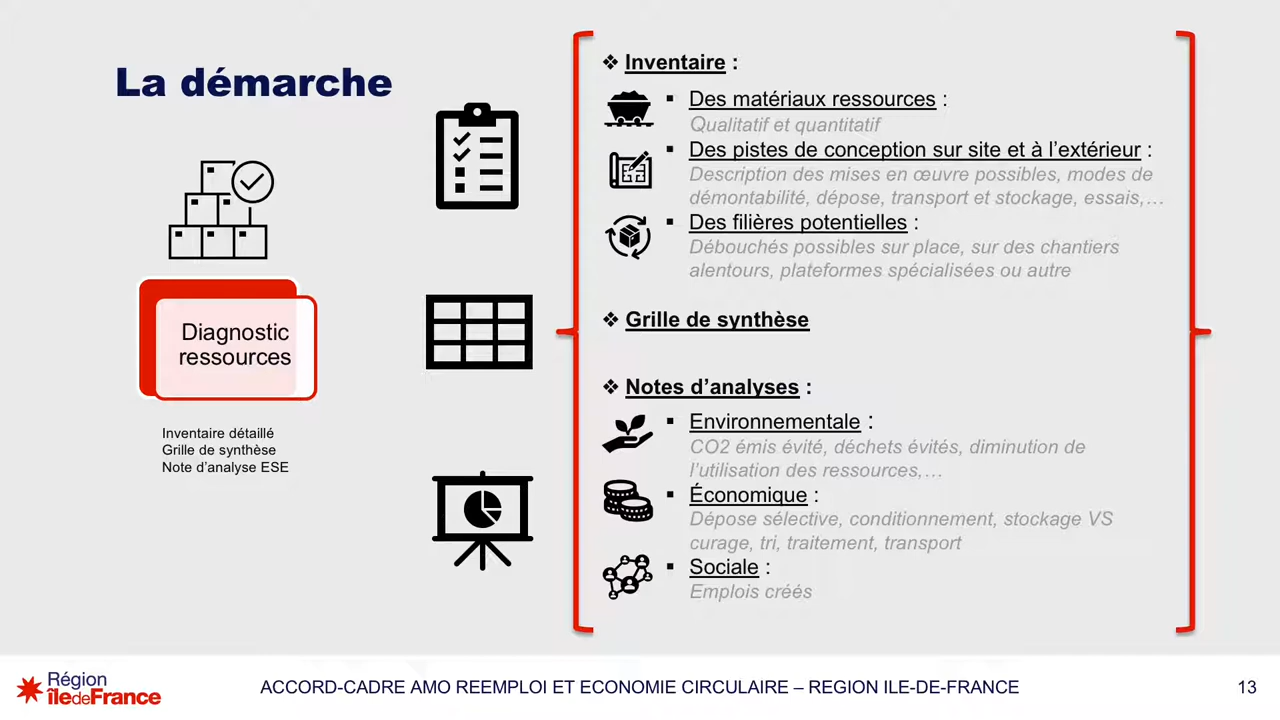 La démarche
Diagnostic
ressources
Inventaire détaillé
Grille de synthèse
Note d'analyse ESE
❖ Inventaire :
▪ Des matériaux ressources :
Qualitatif et quantitatif
▪ Des pistes de conception sur site et à l'extérieur :
Description des mises en œuvre possibles, modes de
démontabilité, dépose, transport et stockage, essais,…
▪ Des filières potentielles :
Débouchés possibles sur place, sur des chantiers
alentours, plateformes spécialisées ou autre
❖ Grille de synthèse
❖ Notes d'analyses :
▪ Environnementale :
CO2 émis évité, déchets évités, diminution de
l'utilisation des ressources,…
▪ Économique :
Dépose sélective, conditionnement, stockage VS
curage, tri, traitement, transport
▪ Sociale :
Emplois créés
Région
îledeFrance
ACCORD-CADRE AMO REEMPLOI ET ECONOMIE CIRCULAIRE – REGION ILE-DE-FRANCE
13